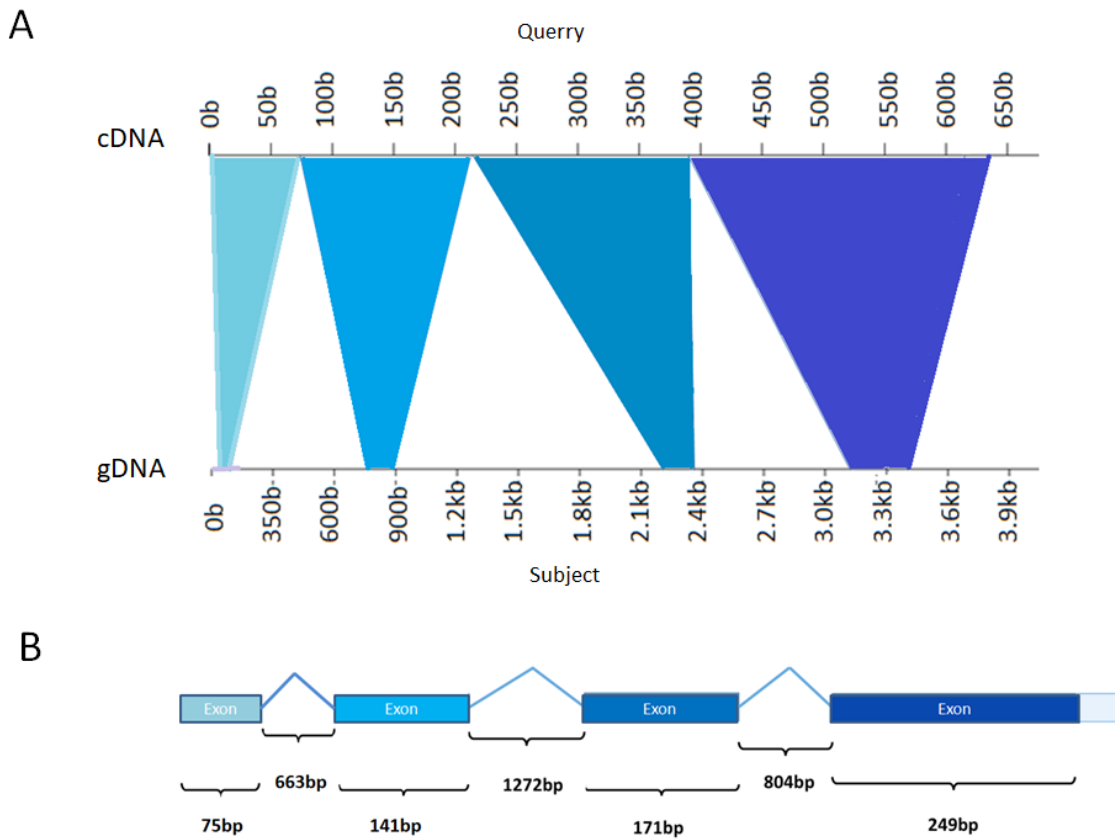 A
Querry
0b 50b 100b 150b 200b 250b 300b 350b 400b 450b 500b 550b 600b 650b
cDNA
gDNA
0b 350b 600b 900b 1.2kb 1.5kb 1.8kb 2.1kb 2.4kb 2.7kb 3.0kb 3.3kb 3.6kb 3.9kb
Subject
B
Exon Exon Exon Exon
663bp 1272bp 804bp
75bp 141bp 171bp 249bp